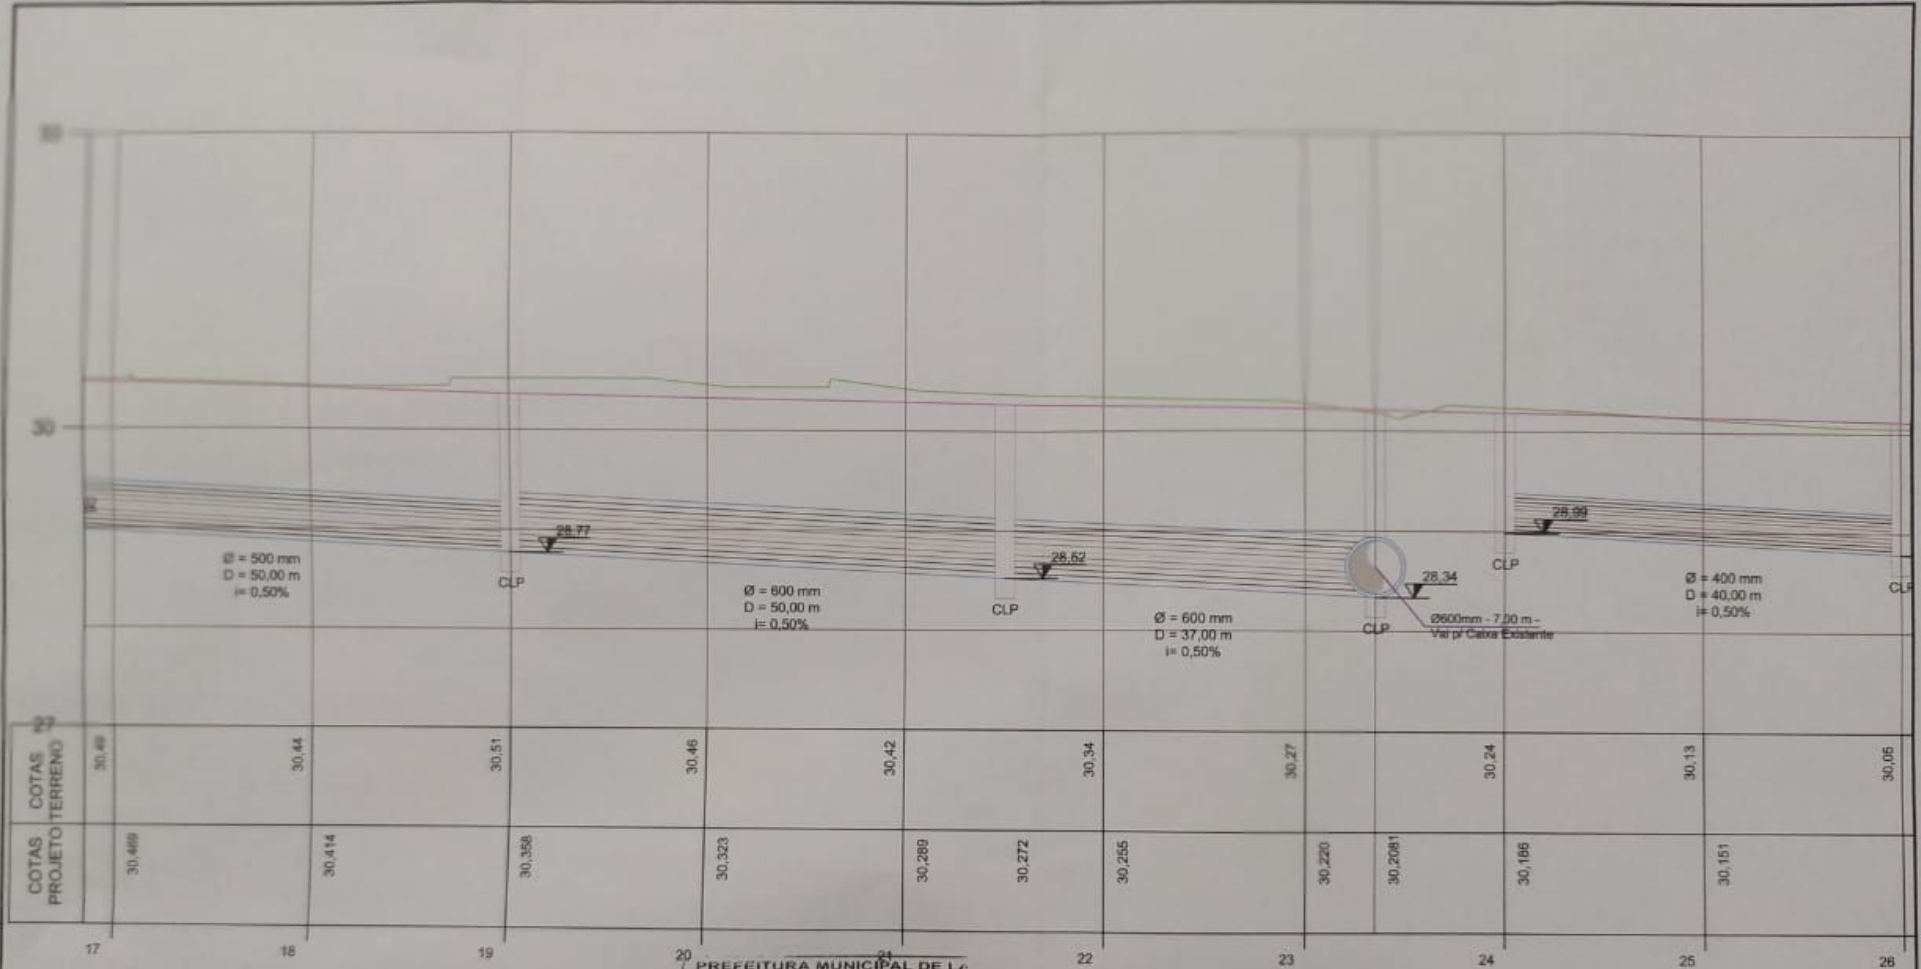 30
28,77
28,99
28,52
28,34
Ø = 500 mm
D = 50,00 m
i= 0,50%
CLP
Ø = 600 mm
D = 50,00 m
i= 0,50%
CLP
Ø = 600 mm
D = 37,00 m
i= 0,50%
CLP
Ø600mm - 7,00 m -
Vai p/ Caixa Existente
CLP
Ø = 400 mm
D = 40,00 m
i= 0,50%
CLP
27
COTAS TERRENO
30,49
30,44
30,51
30,46
30,42
30,34
30,27
30,24
30,13
30,05
COTAS PROJETO
30,469
30,414
30,358
30,323
30,289
30,272
30,255
30,220
30,2081
30,186
30,151
17 18 19 20 21 22 23 24 25 26
PREFEITURA MUNICIPAL DE